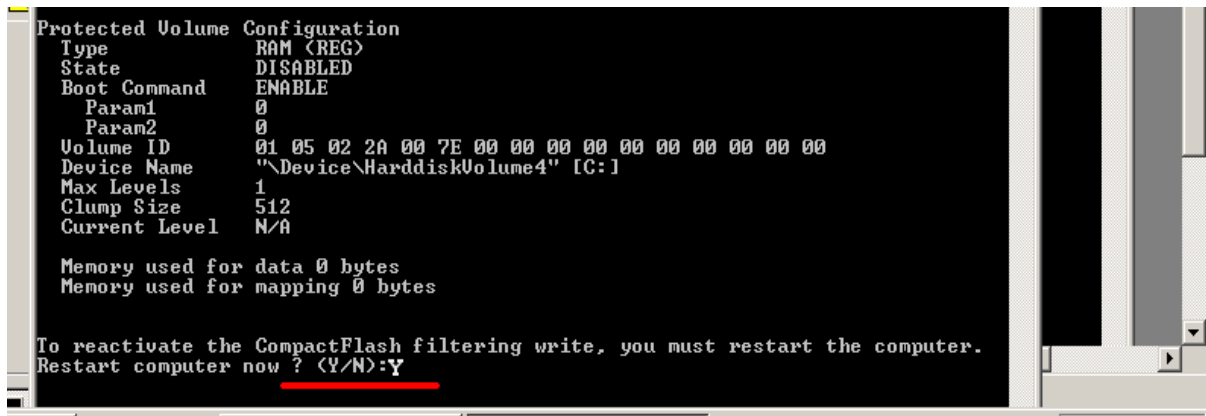 Protected Volume Configuration
Type RAM (REG)
State DISABLED
Boot Command ENABLE
Param1 0
Param2 0
Volume ID 01 05 02 2A 00 7E 00 00 00 00 00 00 00 00 00 00
Device Name "\Device\HarddiskVolume4" [C:]
Max Levels 1
Clump Size 512
Current Level N/A
Memory used for data 0 bytes
Memory used for mapping 0 bytes
To reactivate the CompactFlash filtering write, you must restart the computer.
Restart computer now ? (Y/N):Y